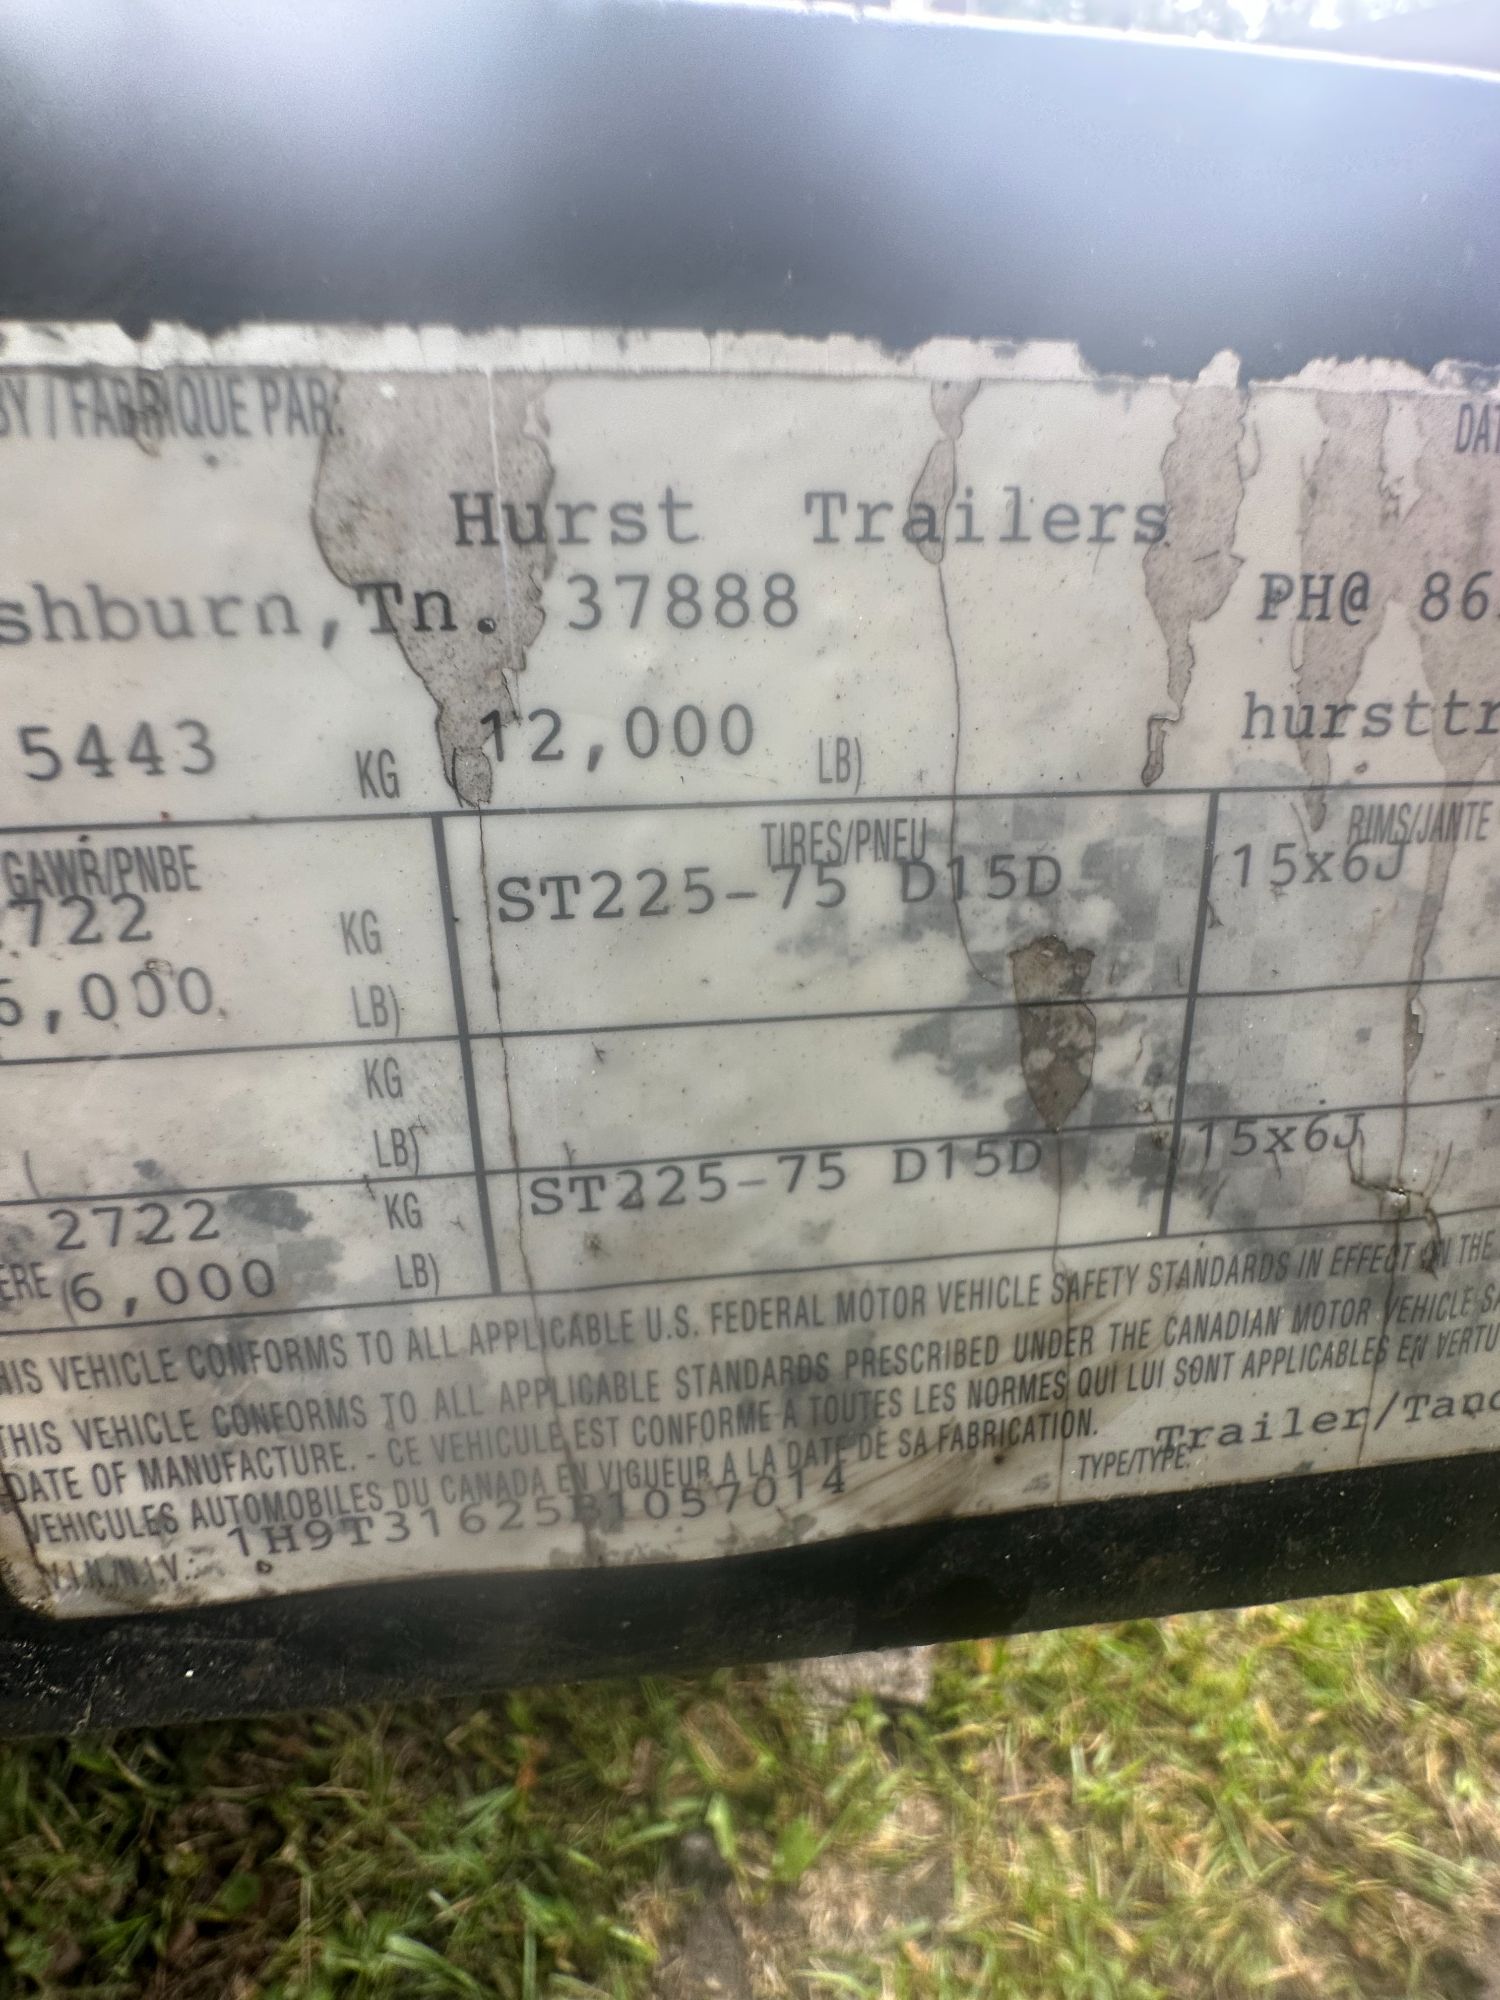 BY / FABRIQUE PAR: DAT
Hurst Trailers
shburn,Tn. 37888 PH@ 86
5443 KG 12,000 LB) hursttr
GAWR/PNBE TIRES/PNEU RIMS/JANTE
722 KG ST225-75 D15D 15x6J
6,000 LB)
KG
LB)
2722 KG ST225-75 D15D 15x6J
ERE (6,000 LB)
HIS VEHICLE CONFORMS TO ALL APPLICABLE U.S. FEDERAL MOTOR VEHICLE SAFETY STANDARDS IN EFFECT ON THE
THIS VEHICLE CONFORMS TO ALL APPLICABLE STANDARDS PRESCRIBED UNDER THE CANADIAN MOTOR VEHICLE SA
DATE OF MANUFACTURE. - CE VEHICULE EST CONFORME A TOUTES LES NORMES QUI LUI SONT APPLICABLES EN VERTU
VEHICULES AUTOMOBILES DU CANADA EN VIGUEUR A LA DATE DE SA FABRICATION.
V.I.N./N.I.V.: 1H9T31625B1057014 TYPE/TYPE: Trailer/Tand